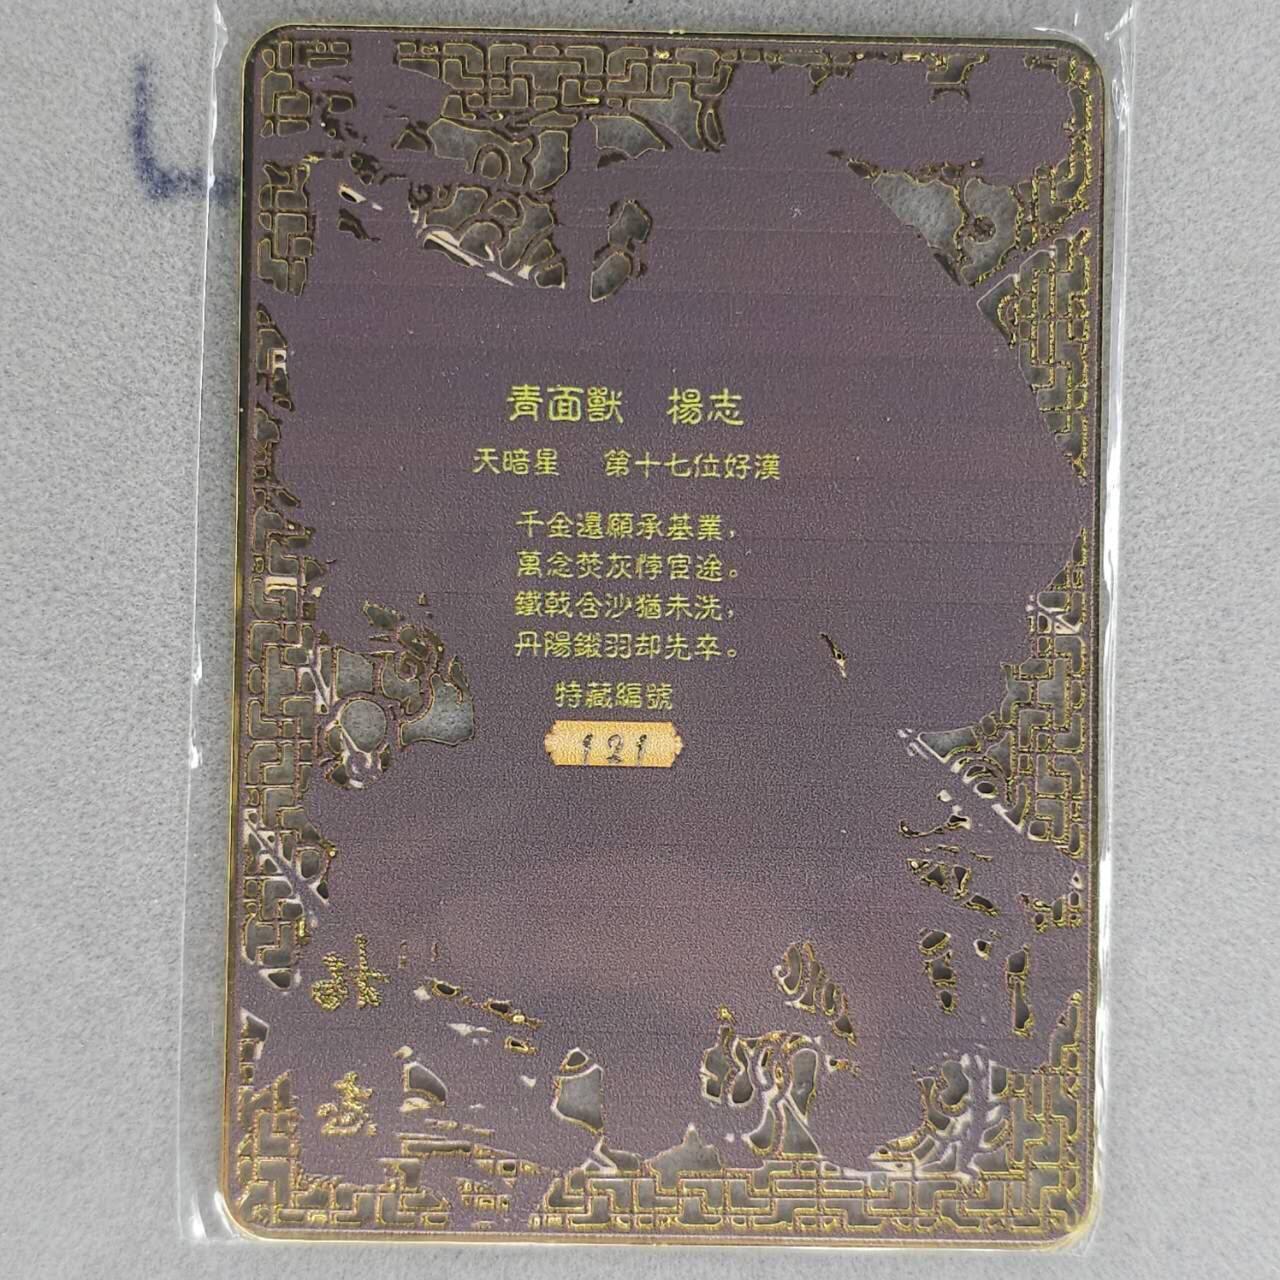 青面獸 楊志
天暗星 第十七位好漢
千金還願承基業，
萬念焚灰悖宦途。
鐵戟含沙猶未洗，
丹陽鎩羽却先卒。
特藏編號
121